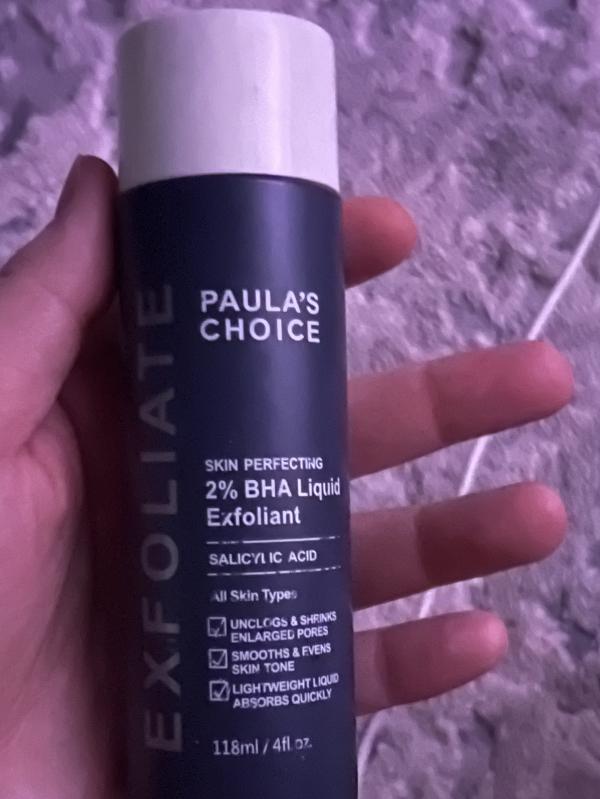 EXFOLIATE
PAULA'S
CHOICE
SKIN PERFECTING
2% BHA Liquid
Exfoliant
SALICYLIC ACID
All Skin Types
UNCLOGS & SHRINKS
ENLARGED PORES
SMOOTHS & EVENS
SKIN TONE
LIGHTWEIGHT LIQUID
ABSORBS QUICKLY
118ml / 4fl. oz.